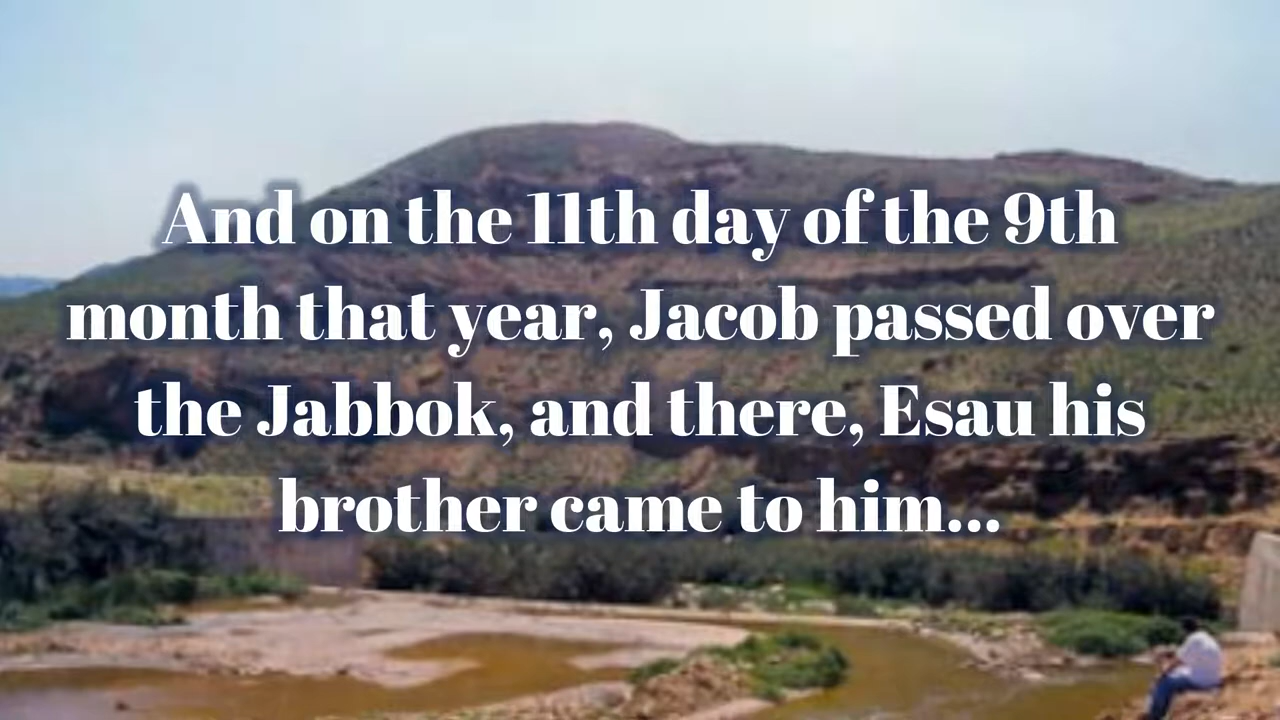 And on the 11th day of the 9th
month that year, Jacob passed over
the Jabbok, and there, Esau his
brother came to him...